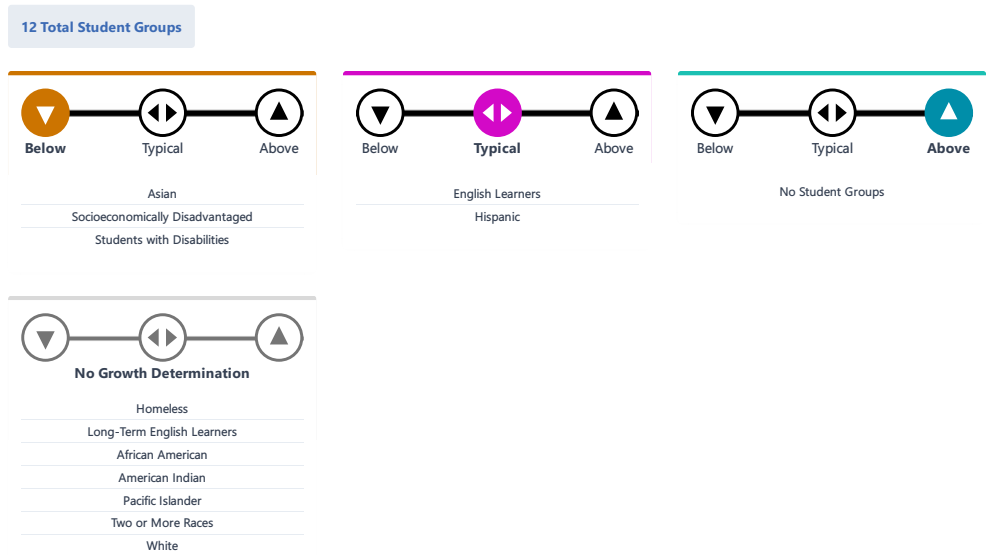 12 Total Student Groups
Below Typical Above
Asian
Socioeconomically Disadvantaged
Students with Disabilities
Below Typical Above
English Learners
Hispanic
Below Typical Above
No Student Groups
No Growth Determination
Homeless
Long-Term English Learners
African American
American Indian
Pacific Islander
Two or More Races
White